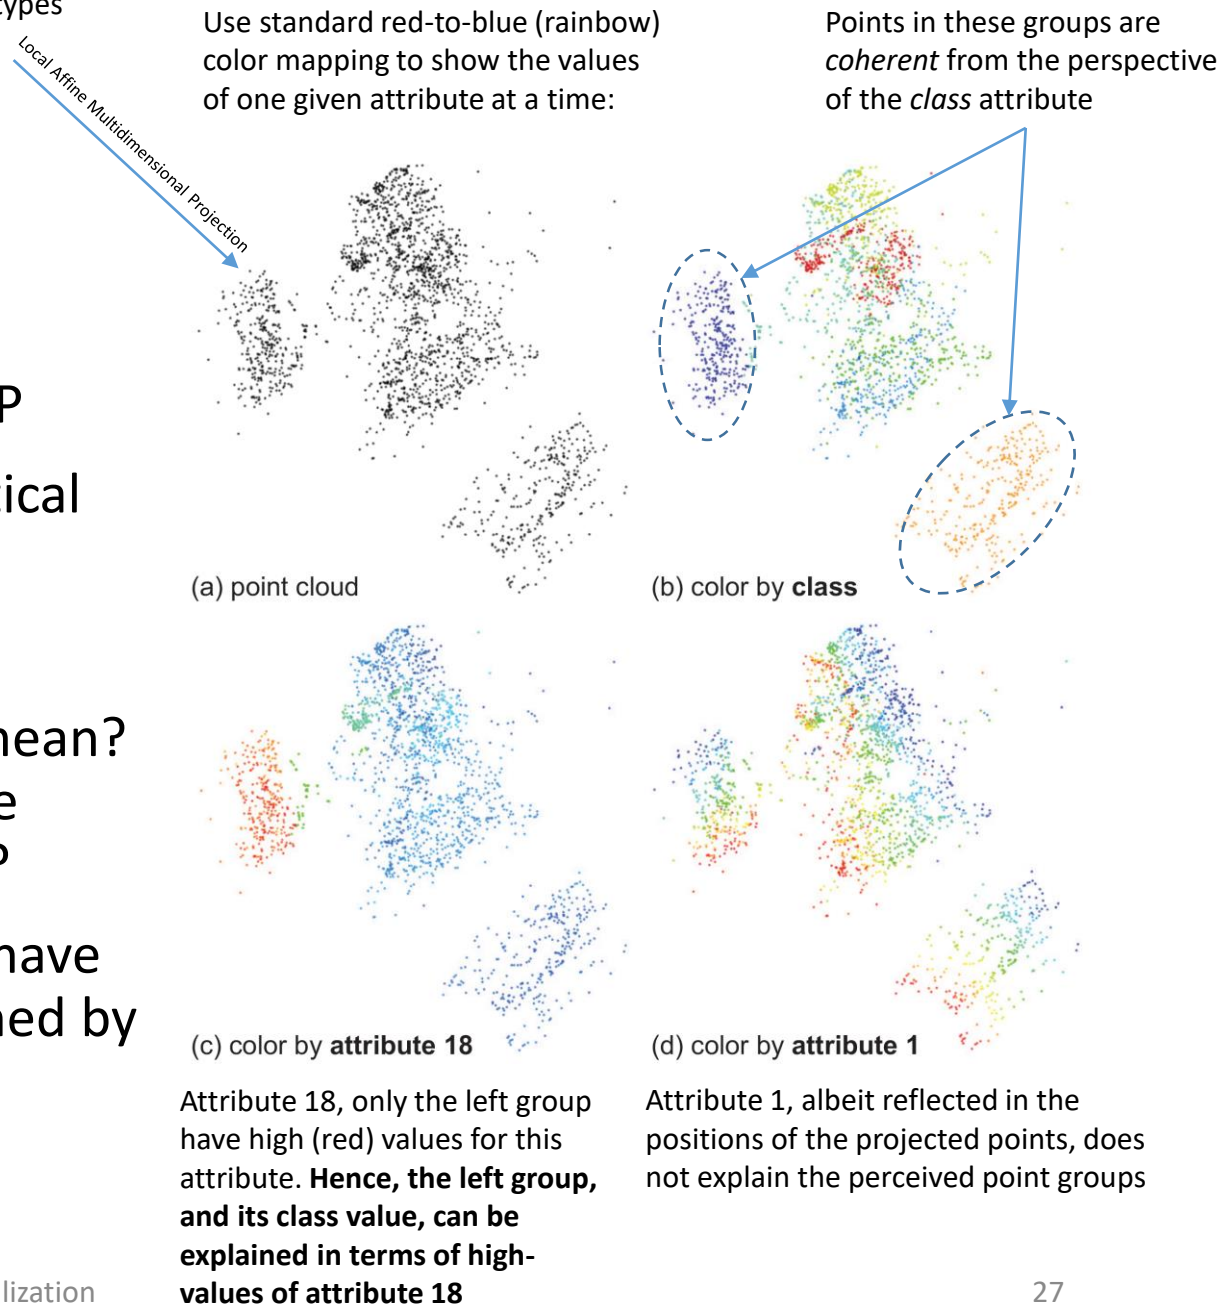 types
Local Affine Multidimensional Projection
Use standard red-to-blue (rainbow)
color mapping to show the values
of one given attribute at a time:
Points in these groups are
coherent from the perspective
of the class attribute
P
tical
(a) point cloud
(b) color by class
nean?
e
P
have
ned by
(c) color by attribute 18
(d) color by attribute 1
Attribute 18, only the left group
have high (red) values for this
attribute. Hence, the left group,
and its class value, can be
explained in terms of high-
values of attribute 18
Attribute 1, albeit reflected in the
positions of the projected points, does
not explain the perceived point groups
lization
27